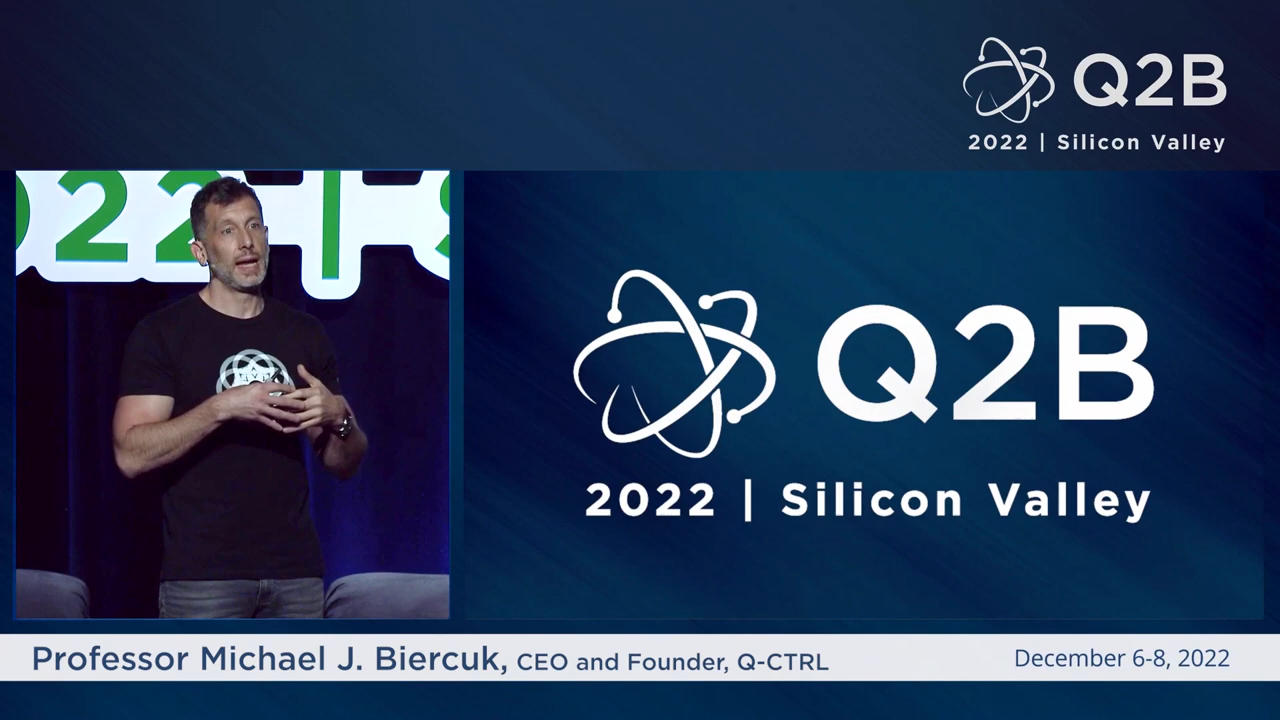 Q2B
2022 | Silicon Valley
22 |
Q2B
2022 | Silicon Valley
Professor Michael J. Biercuk, CEO and Founder, Q-CTRL
December 6-8, 2022